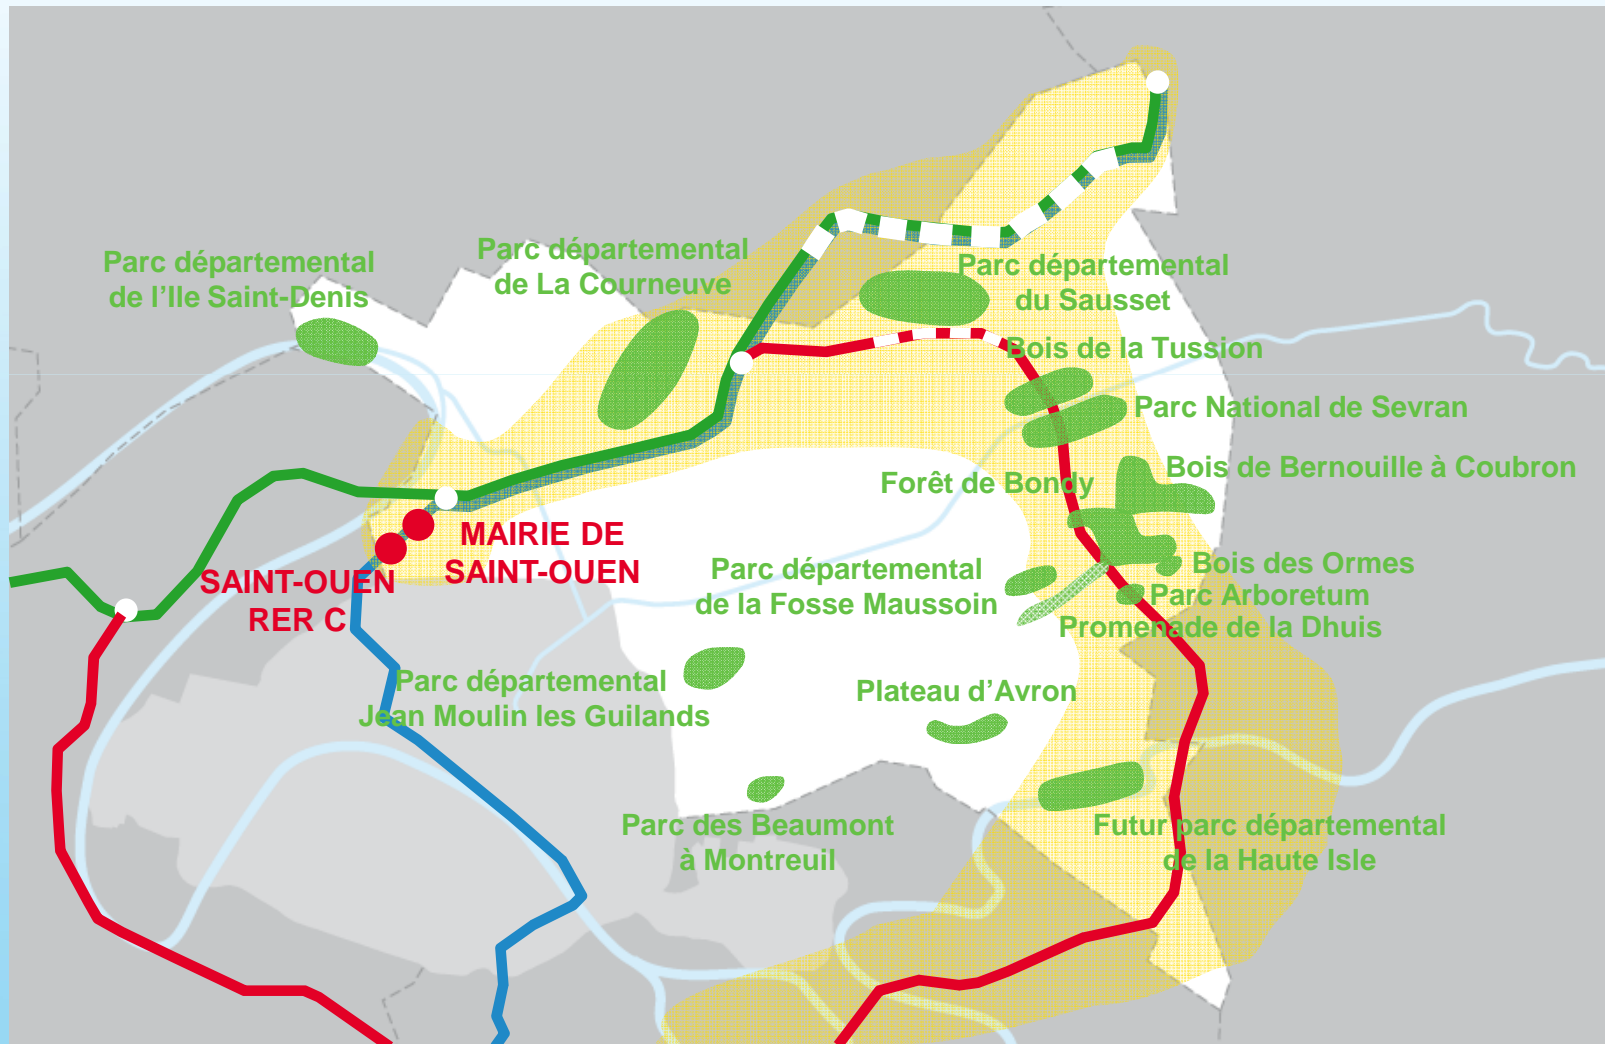 Parc départemental
de l’Ile Saint-Denis
Parc départemental
de La Courneuve
Parc départemental
du Sausset
Bois de la Tussion
Parc National de Sevran
Bois de Bernouille à Coubron
Forêt de Bondy
MAIRIE DE
SAINT-OUEN
SAINT-OUEN
RER C
Parc départemental
de la Fosse Maussoin
Bois des Ormes
Parc Arboretum
Promenade de la Dhuis
Parc départemental
Jean Moulin les Guilands
Plateau d’Avron
Parc des Beaumont
à Montreuil
Futur parc départemental
de la Haute Isle